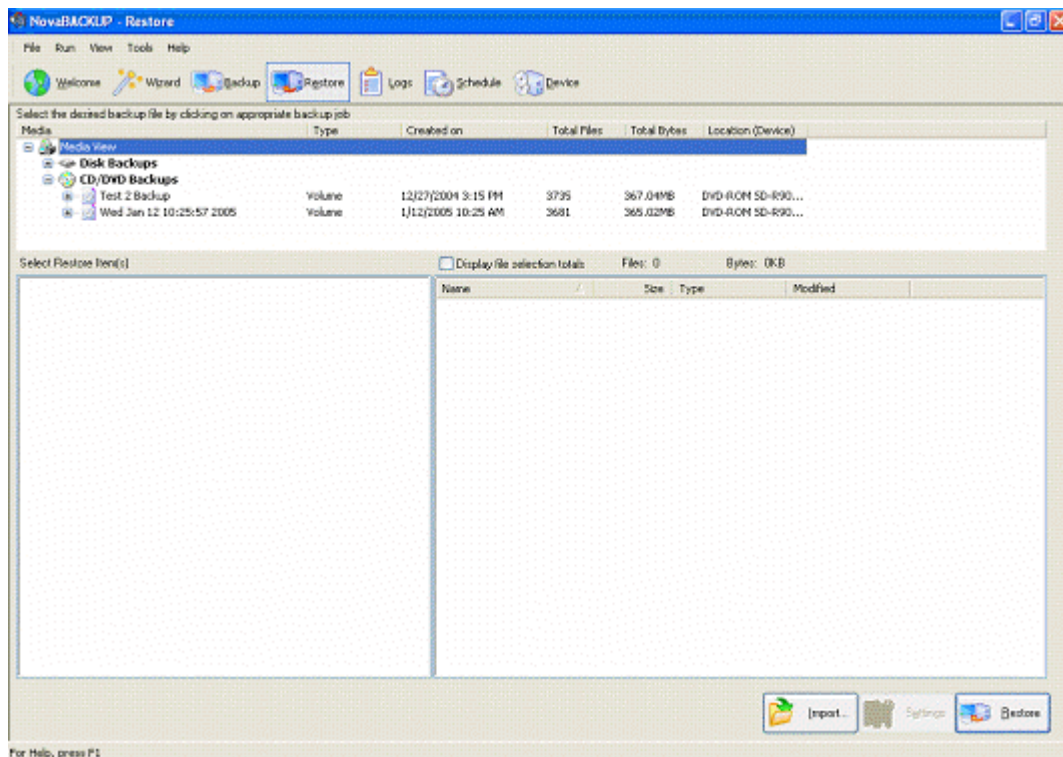 NovaBACKUP - Restore
File Run View Tools Help
Welcome Wizard Backup Restore Logs Schedule Device
Select the desired backup file by clicking on appropriate backup job
Media Type Created on Total Files Total Bytes Location (Device)
Media View
Disk Backups
CD/DVD Backups
Test 2 Backup Volume 12/27/2004 3:15 PM 3735 367.04MB DVD-ROM SD-R90...
Wed Jan 12 10:25:57 2005 Volume 1/12/2005 10:25 AM 3681 365.02MB DVD-ROM SD-R90...
Select Restore Item(s) Display file selection totals Files: 0 Bytes: 0KB
Name Size Type Modified
Import... Settings Restore
For Help, press F1